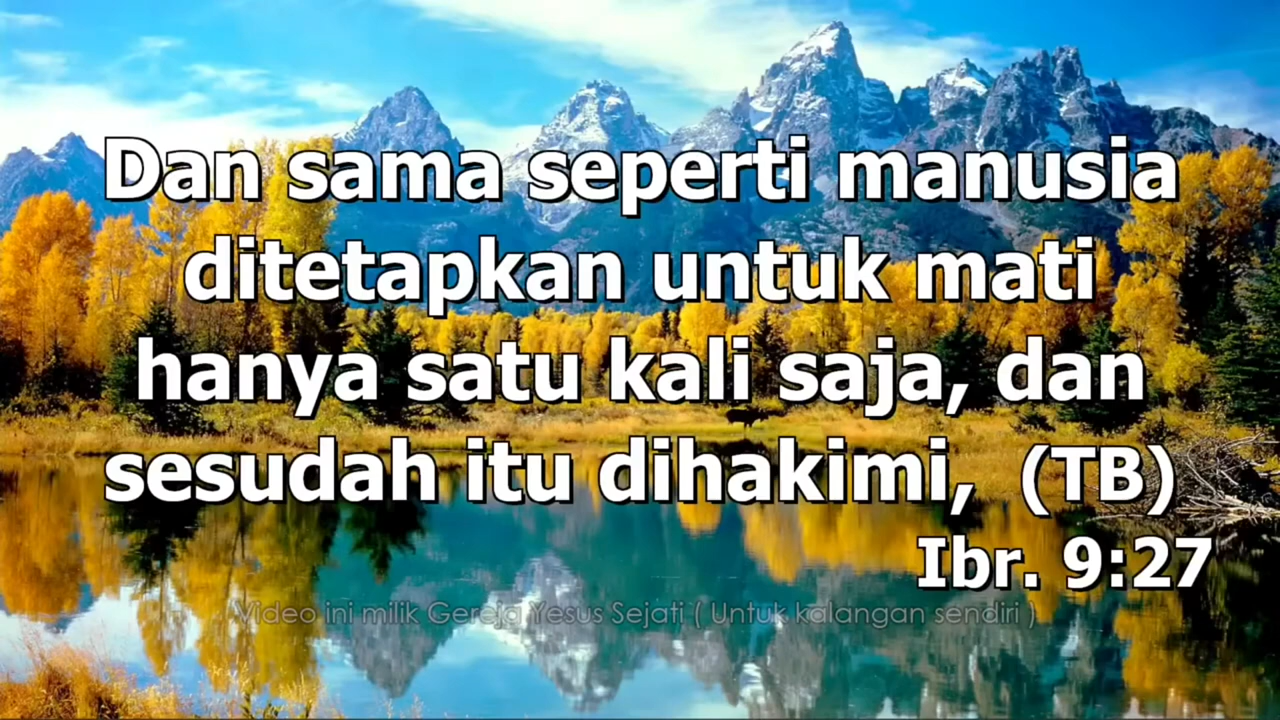 Dan sama seperti manusia
ditetapkan untuk mati
hanya satu kali saja, dan
sesudah itu dihakimi, (TB)
Ibr. 9:27
Video ini milik Gereja Yesus Sejati ( Untuk kalangan sendiri )